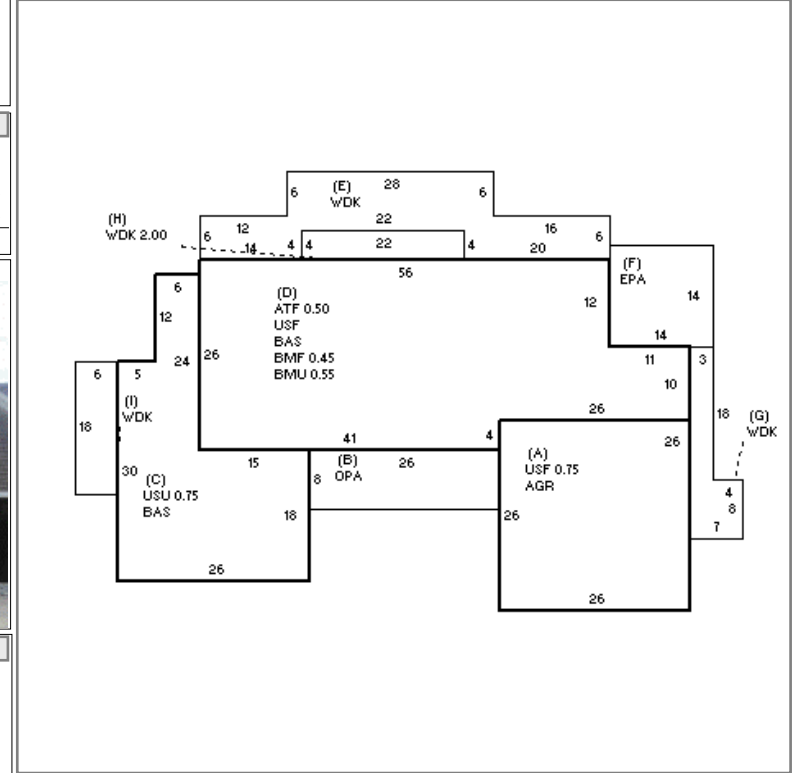 6
(E)
28
6
WDK
22
(H)
WDK 2.00
6
12
14
4
4
22
4
16
20
6
(F)
EPA
6
56
(D)
ATF 0.50
USF
BAS
BMF 0.45
BMU 0.55
12
14
12
14
26
24
11
3
6
5
10
(I)
WDK
18
26
18
(G)
WDK
41
4
15
(B)
OPA
26
(A)
USF 0.75
AGR
26
30
(C)
USU 0.75
BAS
8
4
8
18
26
7
26
26